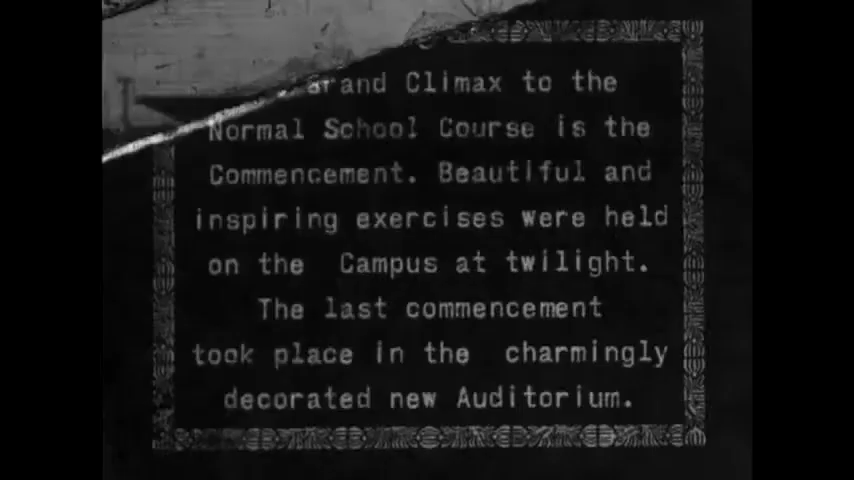 Grand Climax to the
Normal School Course is the
Commencement. Beautiful and
inspiring exercises were held
on the Campus at twilight.
The last commencement
took place in the charmingly
decorated new Auditorium.